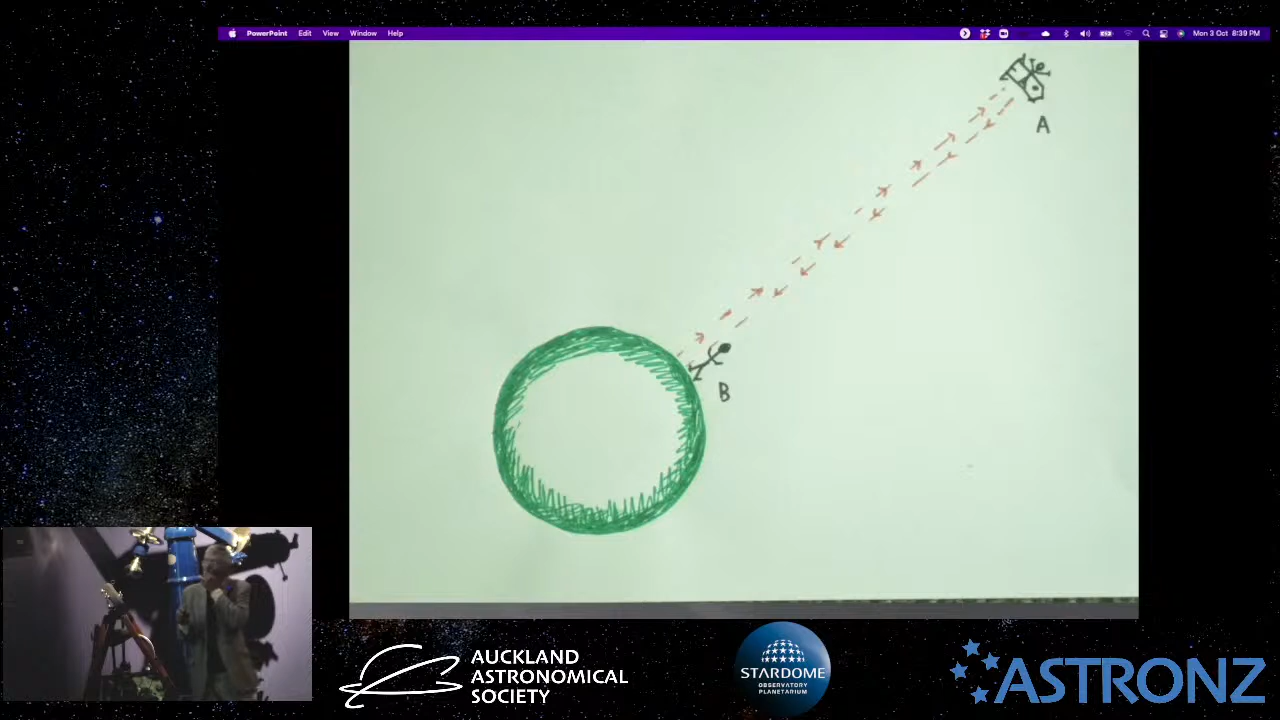 PowerPoint Edit View Window Help
Mon 3 Oct 8:39 PM
A
B
AUCKLAND
ASTRONOMICAL
SOCIETY
STARDOME
OBSERVATORY
PLANETARIUM
ASTRONZ